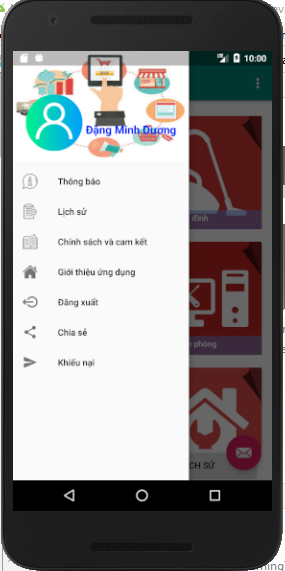 10:00
Đặng Minh Dương
Thông báo
Lịch sử
đình
Chính sách và cam kết
Giới thiệu ứng dụng
Đăng xuất
Chia sẻ
phòng
Khiếu nại
CH SỬ